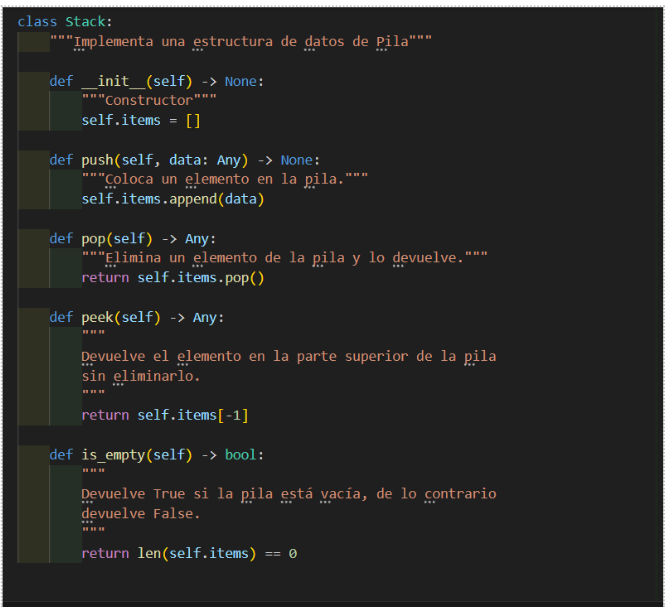 class Stack:
"""Implementa una estructura de datos de Pila"""
def __init__(self) -> None:
"""Constructor"""
self.items = []
def push(self, data: Any) -> None:
"""Coloca un elemento en la pila."""
self.items.append(data)
def pop(self) -> Any:
"""Elimina un elemento de la pila y lo devuelve."""
return self.items.pop()
def peek(self) -> Any:
"""
Devuelve el elemento en la parte superior de la pila
sin eliminarlo.
"""
return self.items[-1]
def is_empty(self) -> bool:
"""
Devuelve True si la pila está vacía, de lo contrario
devuelve False.
"""
return len(self.items) == 0